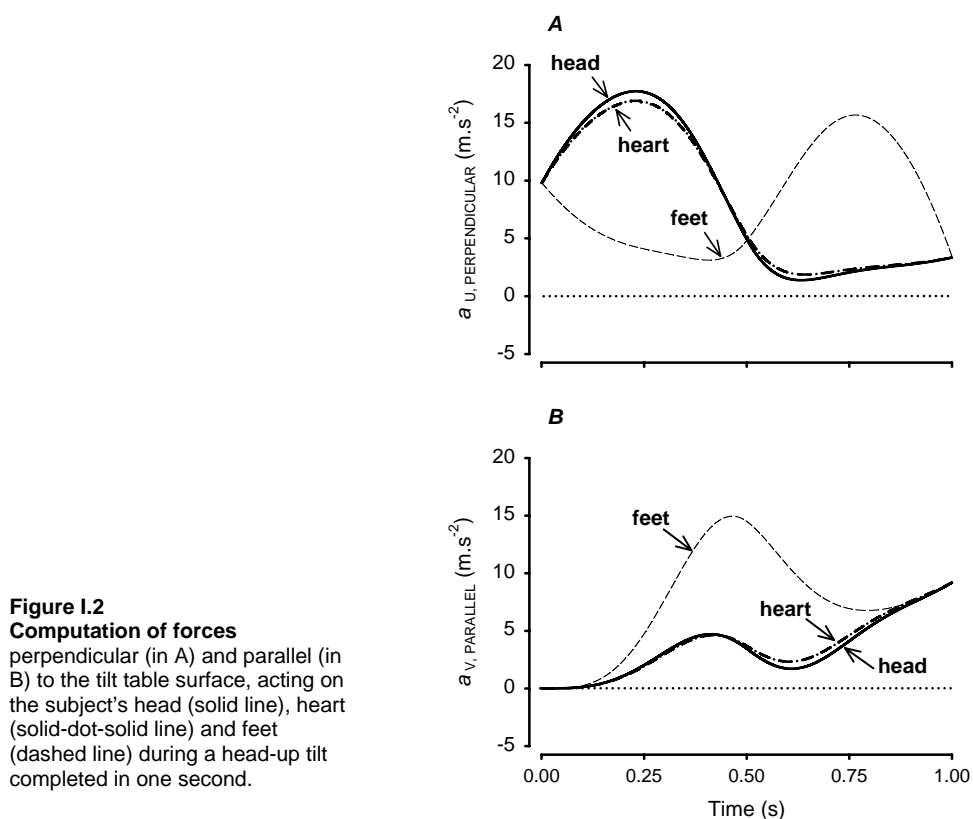 A
20
15
10
5
0
-5
a U, PERPENDICULAR (m.s-2)
head
heart
feet
B
20
15
10
5
0
-5
a V, PARALLEL (m.s-2)
feet
heart
head
0.00 0.25 0.50 0.75 1.00
Time (s)
Figure I.2
Computation of forces
perpendicular (in A) and parallel (in
B) to the tilt table surface, acting on
the subject's head (solid line), heart
(solid-dot-solid line) and feet
(dashed line) during a head-up tilt
completed in one second.